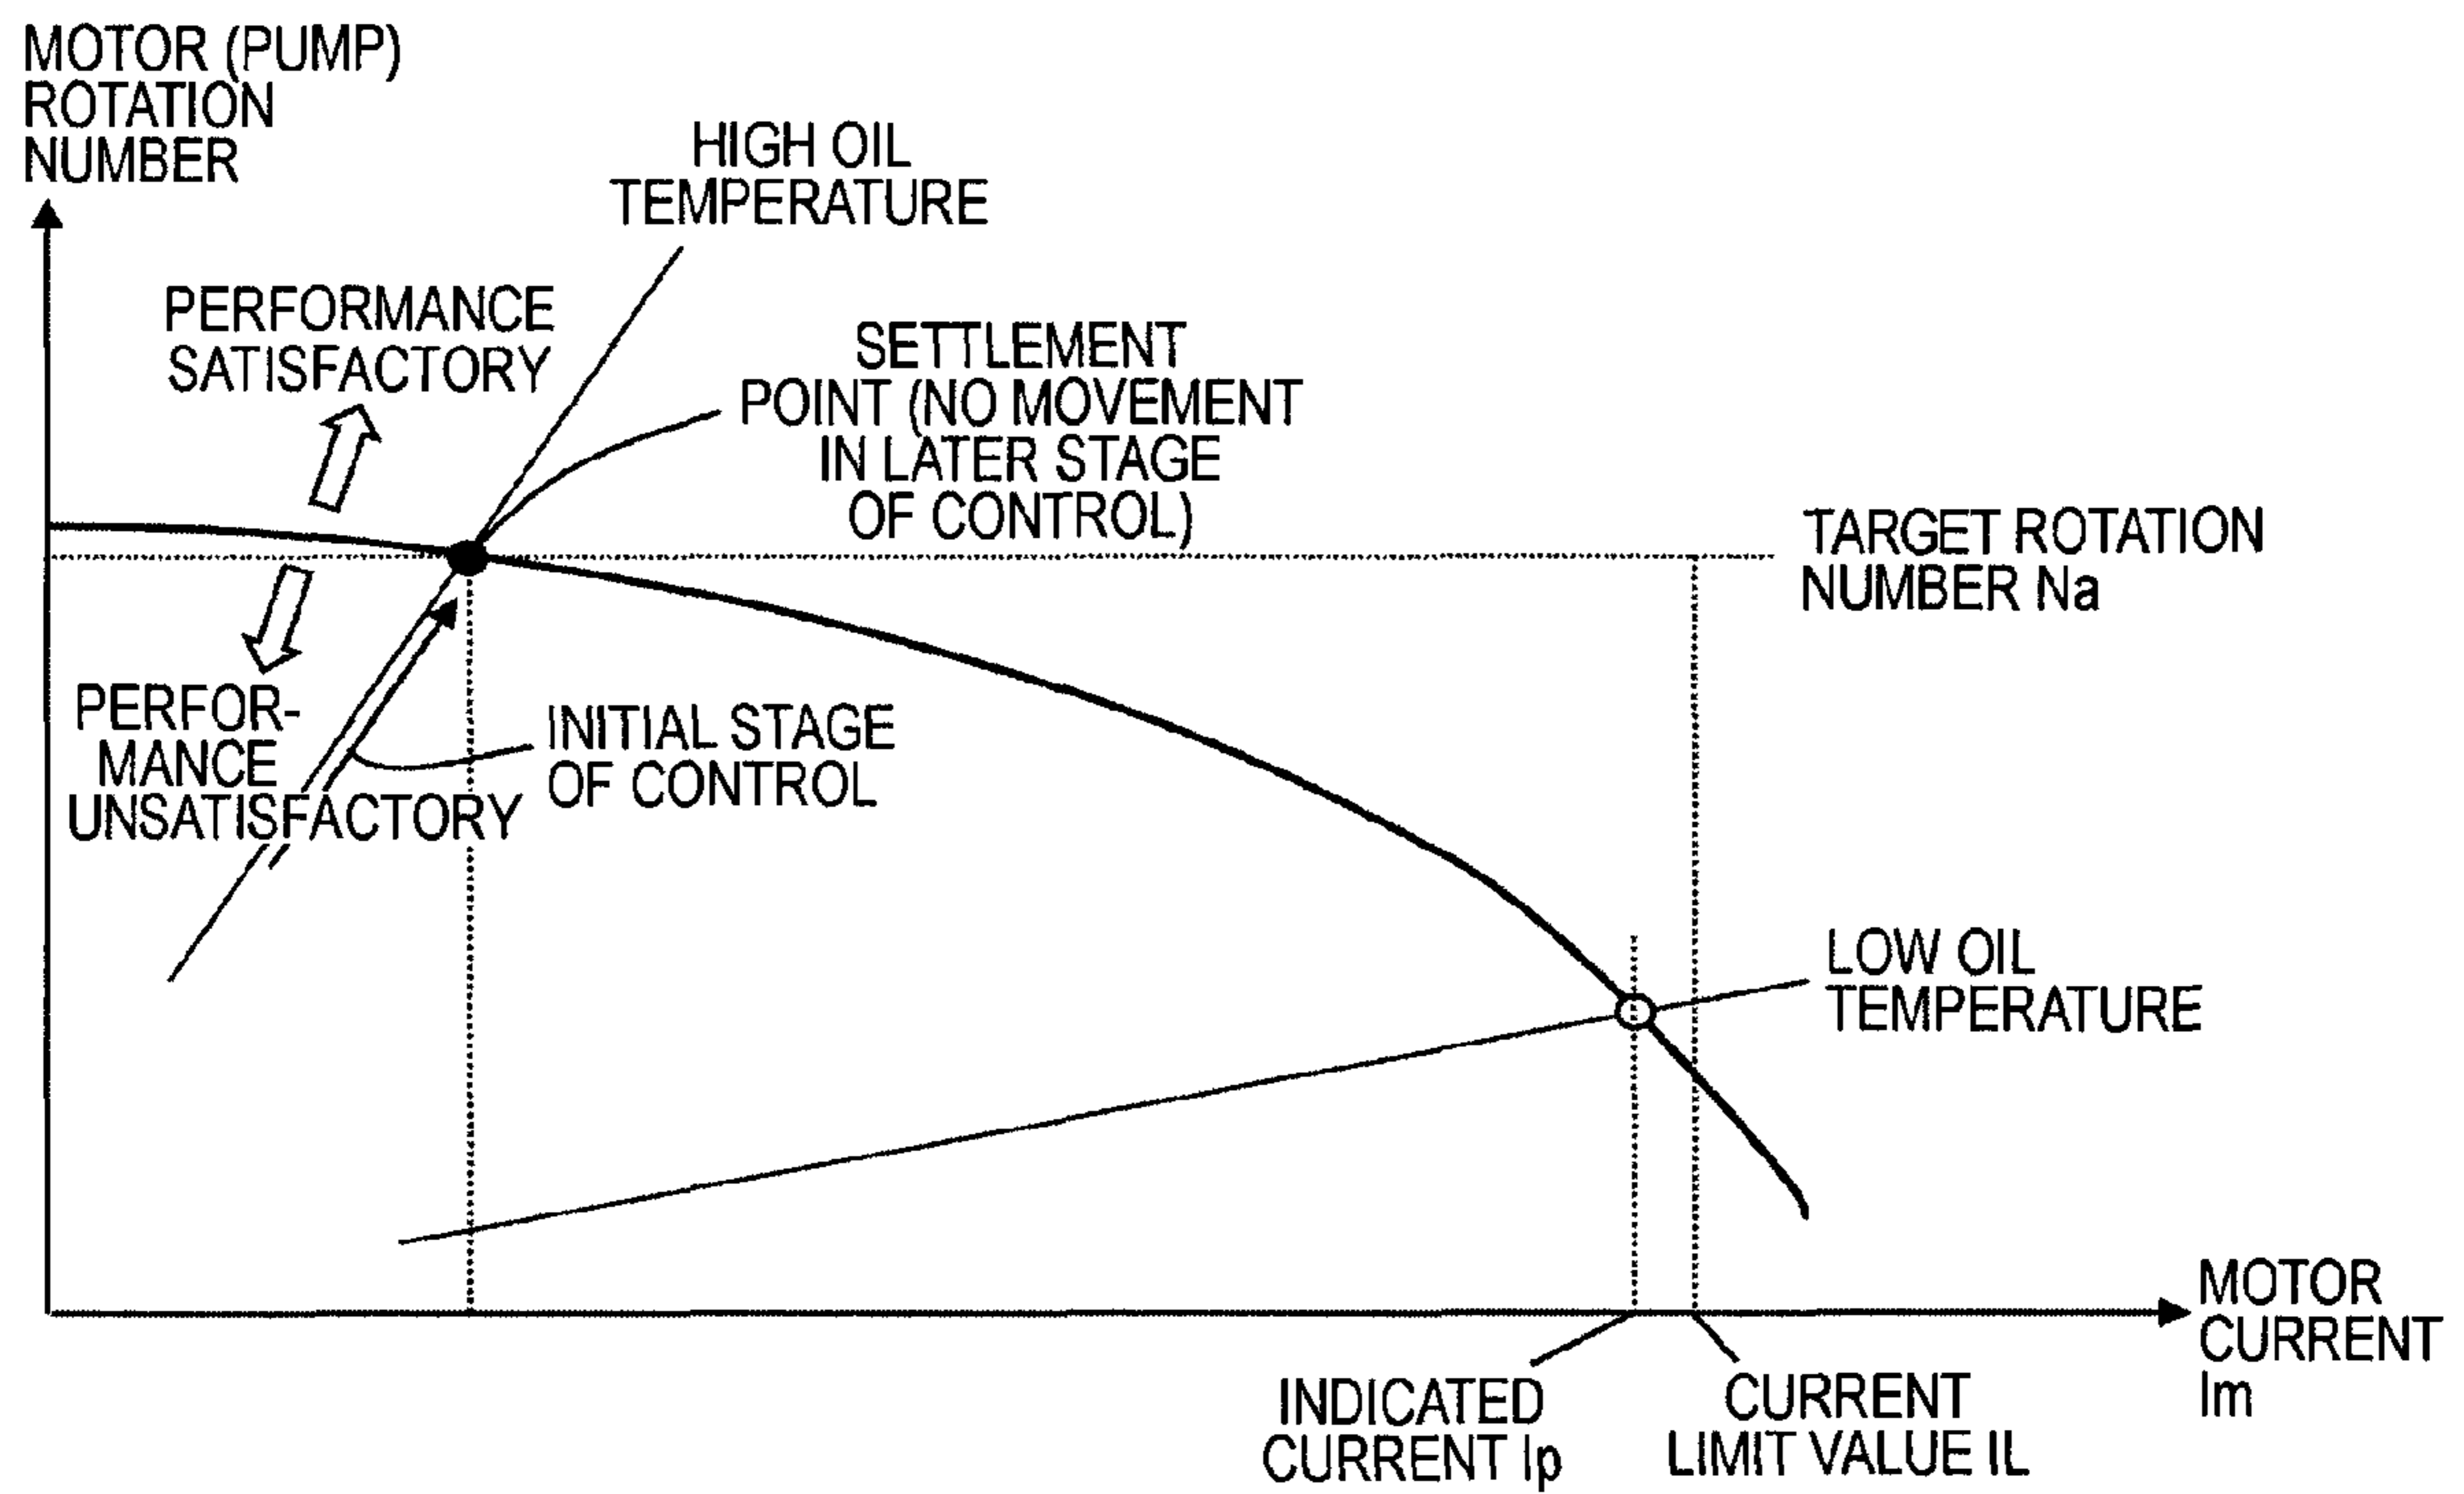 MOTOR (PUMP)
ROTATION
NUMBER
HIGH OIL
TEMPERATURE
PERFORMANCE
SATISFACTORY
SETTLEMENT
POINT (NO MOVEMENT
IN LATER STAGE
OF CONTROL)
TARGET ROTATION
NUMBER Na
PERFOR-
MANCE
UNSATISFACTORY
INITIAL STAGE
OF CONTROL
LOW OIL
TEMPERATURE
MOTOR
CURRENT
Im
INDICATED
CURRENT Ip
CURRENT
LIMIT VALUE IL